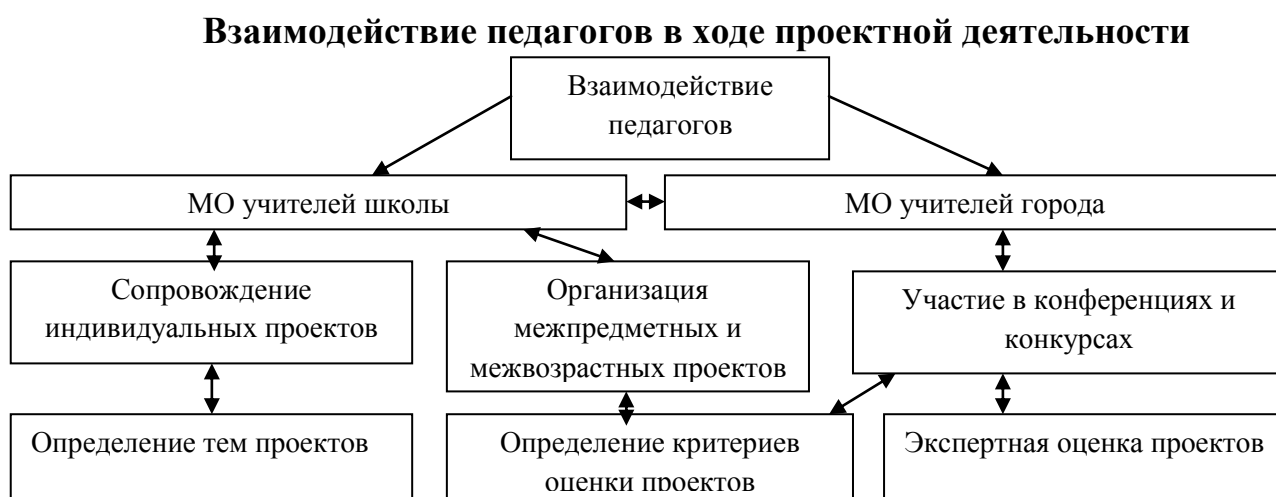 Взаимодействие педагогов в ходе проектной деятельности
Взаимодействие
педагогов
МО учителей школы
МО учителей города
Сопровождение
индивидуальных проектов
Организация
межпредметных и
межвозрастных проектов
Участие в конференциях и
конкурсах
Определение тем проектов
Определение критериев
оценки проектов
Экспертная оценка проектов